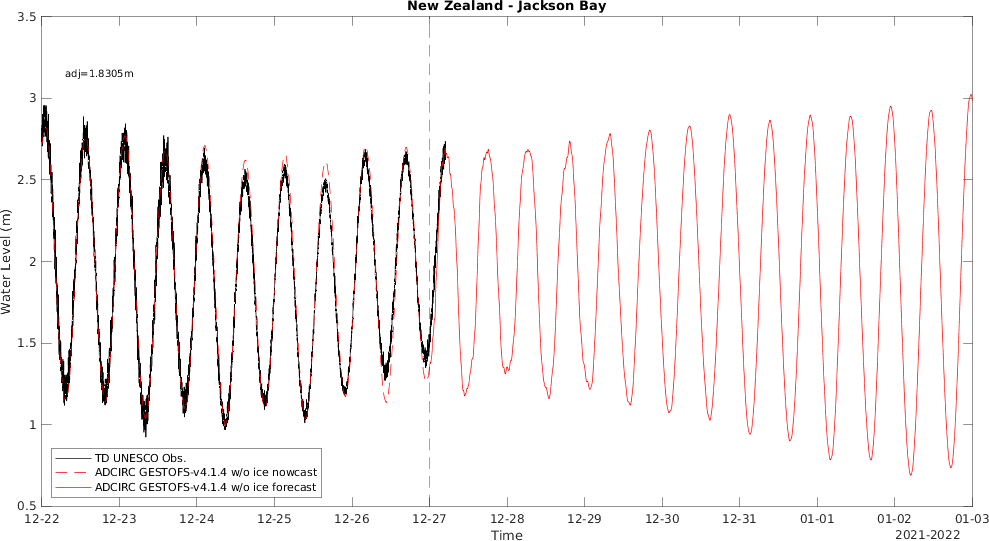 New Zealand - Jackson Bay
3.5
3
2.5
2
1.5
1
0.5
Water Level (m)
adj=1.8305m
TD UNESCO Obs.
ADCIRC GESTOFS-v4.1.4 w/o ice nowcast
ADCIRC GESTOFS-v4.1.4 w/o ice forecast
12-22 12-23 12-24 12-25 12-26 12-27 12-28 12-29 12-30 12-31 01-01 01-02 01-03
Time
2021-2022